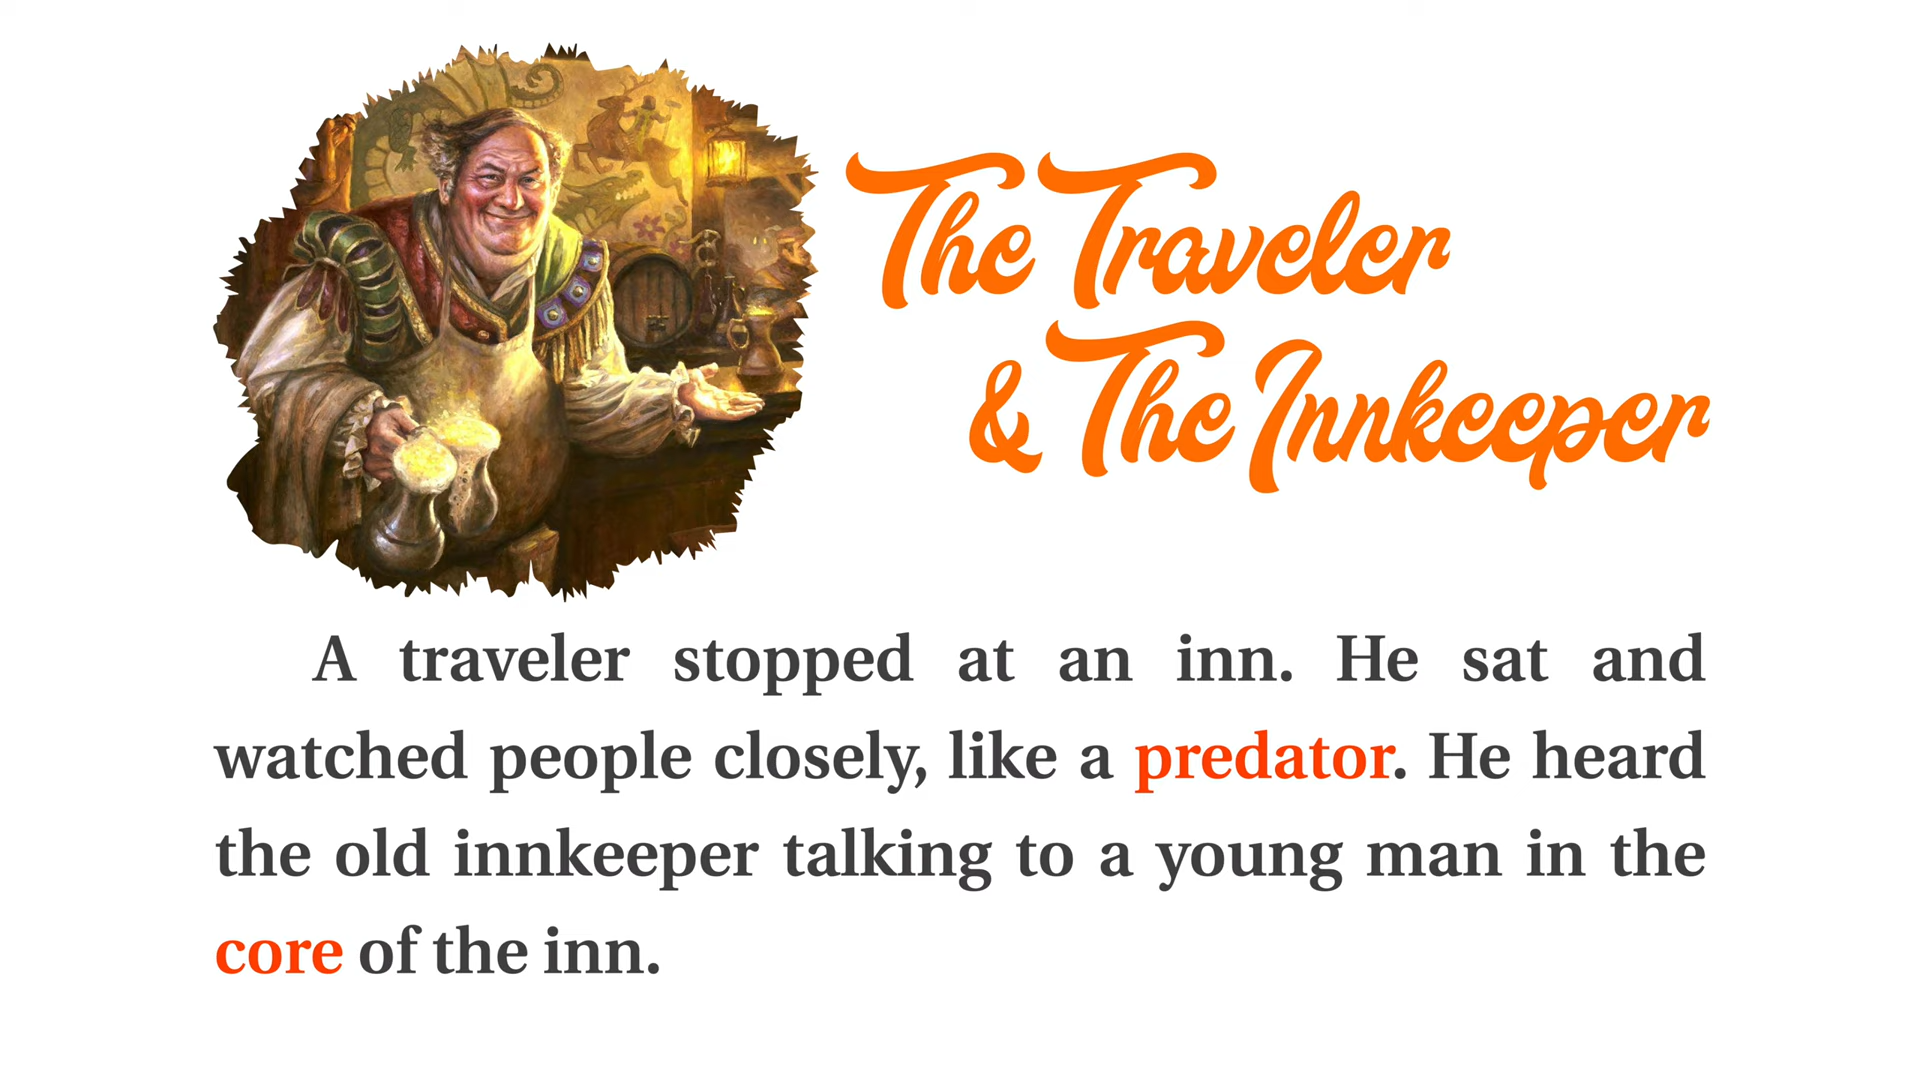 The Traveler
& The Innkeeper
A traveler stopped at an inn. He sat and
watched people closely, like a predator. He heard
the old innkeeper talking to a young man in the
core of the inn.